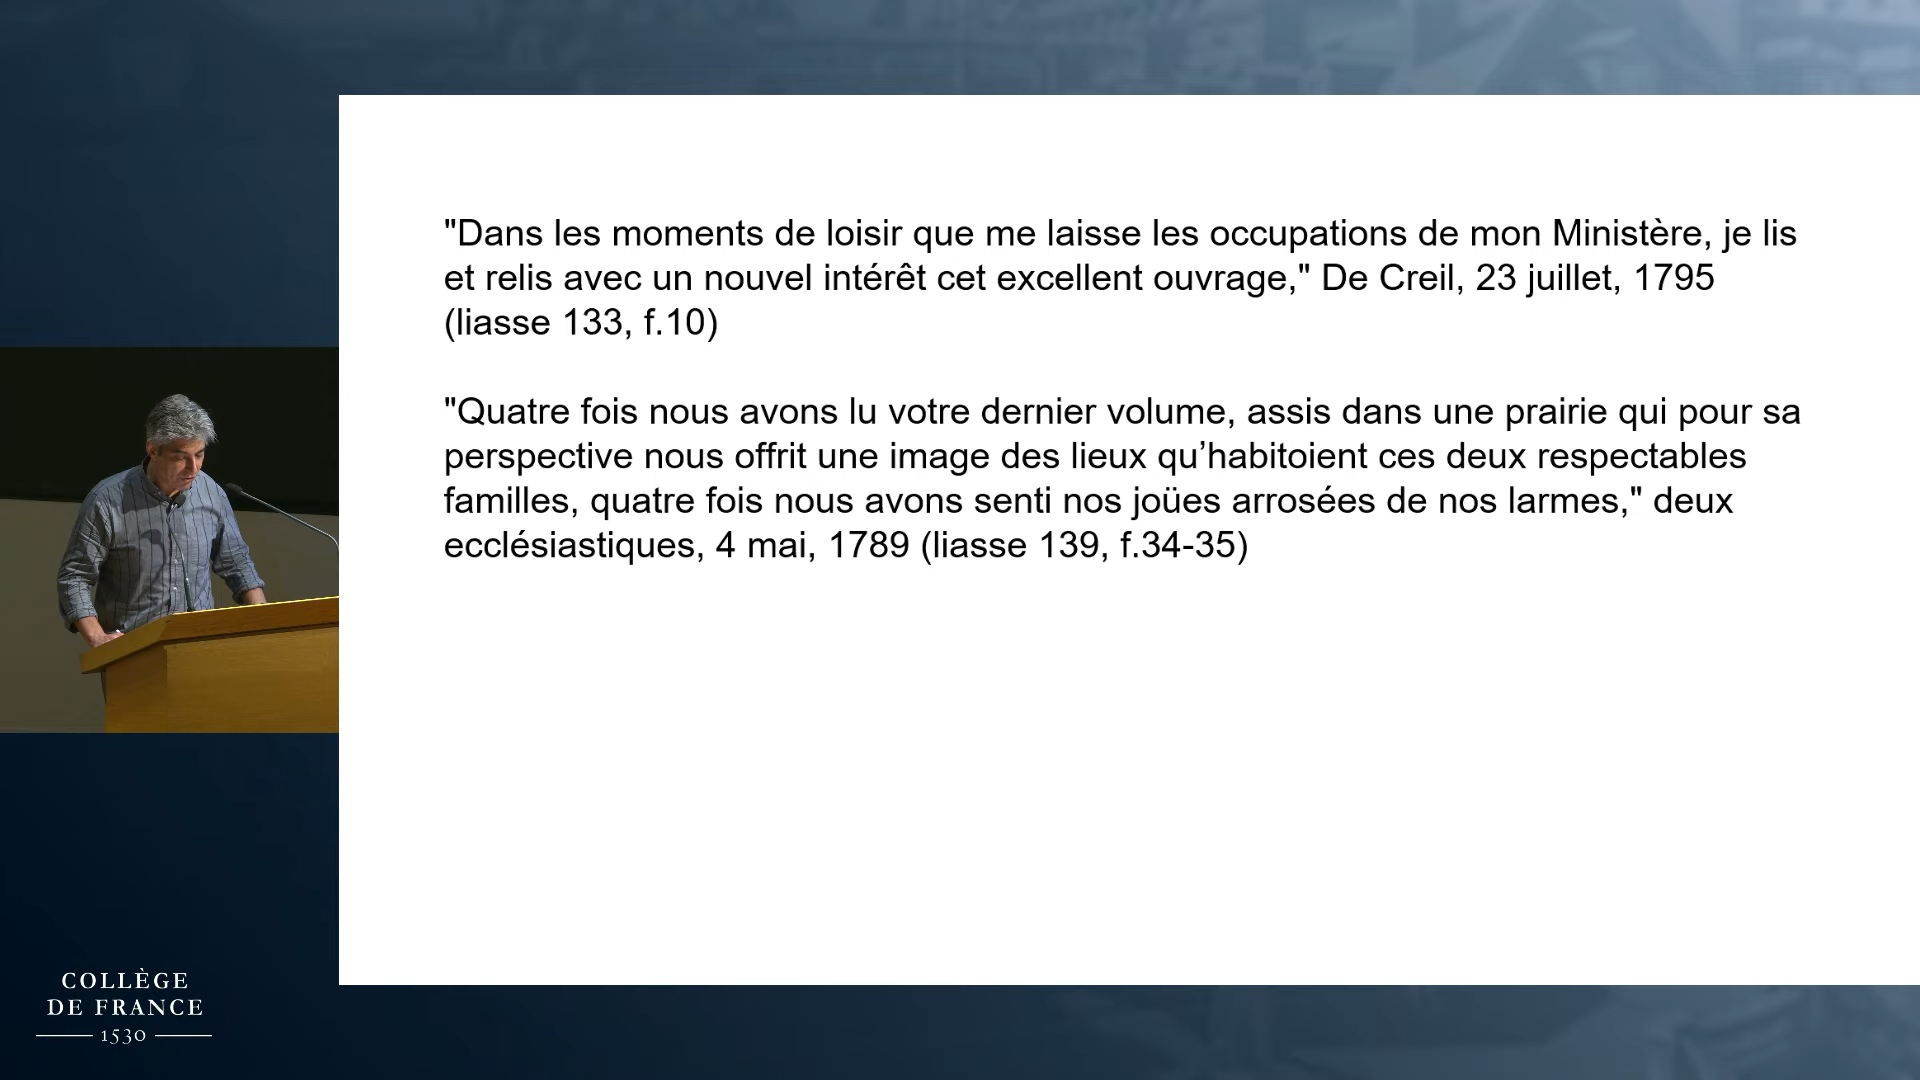 "Dans les moments de loisir que me laisse les occupations de mon Ministère, je lis
et relis avec un nouvel intérêt cet excellent ouvrage," De Creil, 23 juillet, 1795
(liasse 133, f.10)
"Quatre fois nous avons lu votre dernier volume, assis dans une prairie qui pour sa
perspective nous offrit une image des lieux qu’habitoient ces deux respectables
familles, quatre fois nous avons senti nos joües arrosées de nos larmes," deux
ecclésiastiques, 4 mai, 1789 (liasse 139, f.34-35)
COLLÈGE
DE FRANCE
1530